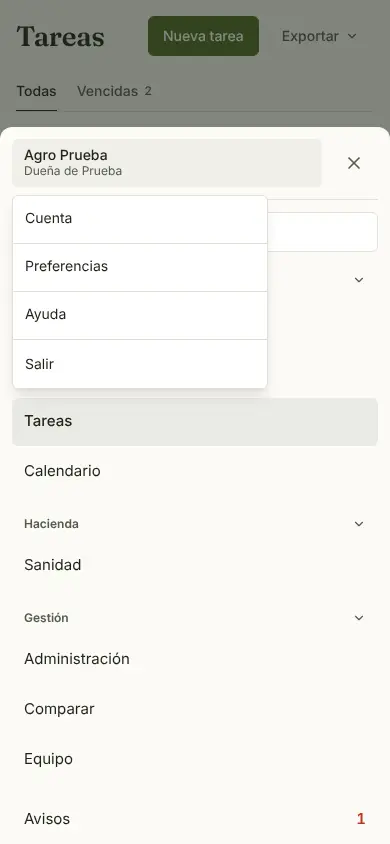 Tareas
Nueva tarea
Exportar
Todas
Vencidas 2
Agro Prueba
Dueña de Prueba
Cuenta
Preferencias
Ayuda
Salir
Tareas
Calendario
Hacienda
Sanidad
Gestión
Administración
Comparar
Equipo
Avisos 1